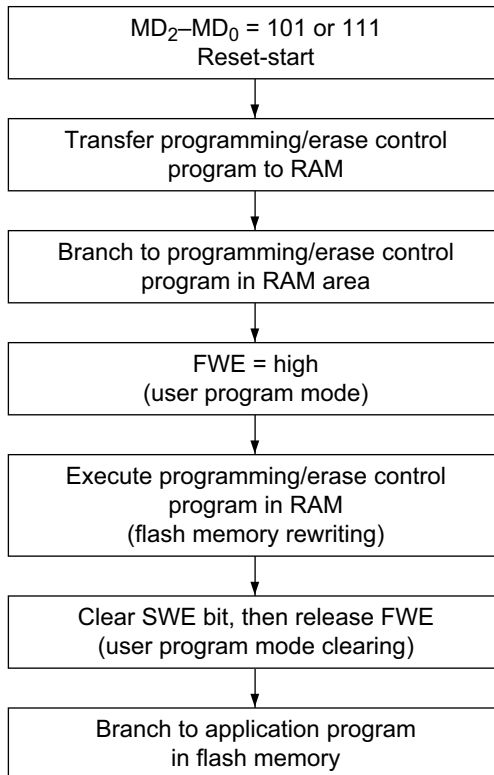 MD₂–MD₀ = 101 or 111
Reset-start
Transfer programming/erase control
program to RAM
Branch to programming/erase control
program in RAM area
FWE = high
(user program mode)
Execute programming/erase control
program in RAM
(flash memory rewriting)
Clear SWE bit, then release FWE
(user program mode clearing)
Branch to application program
in flash memory